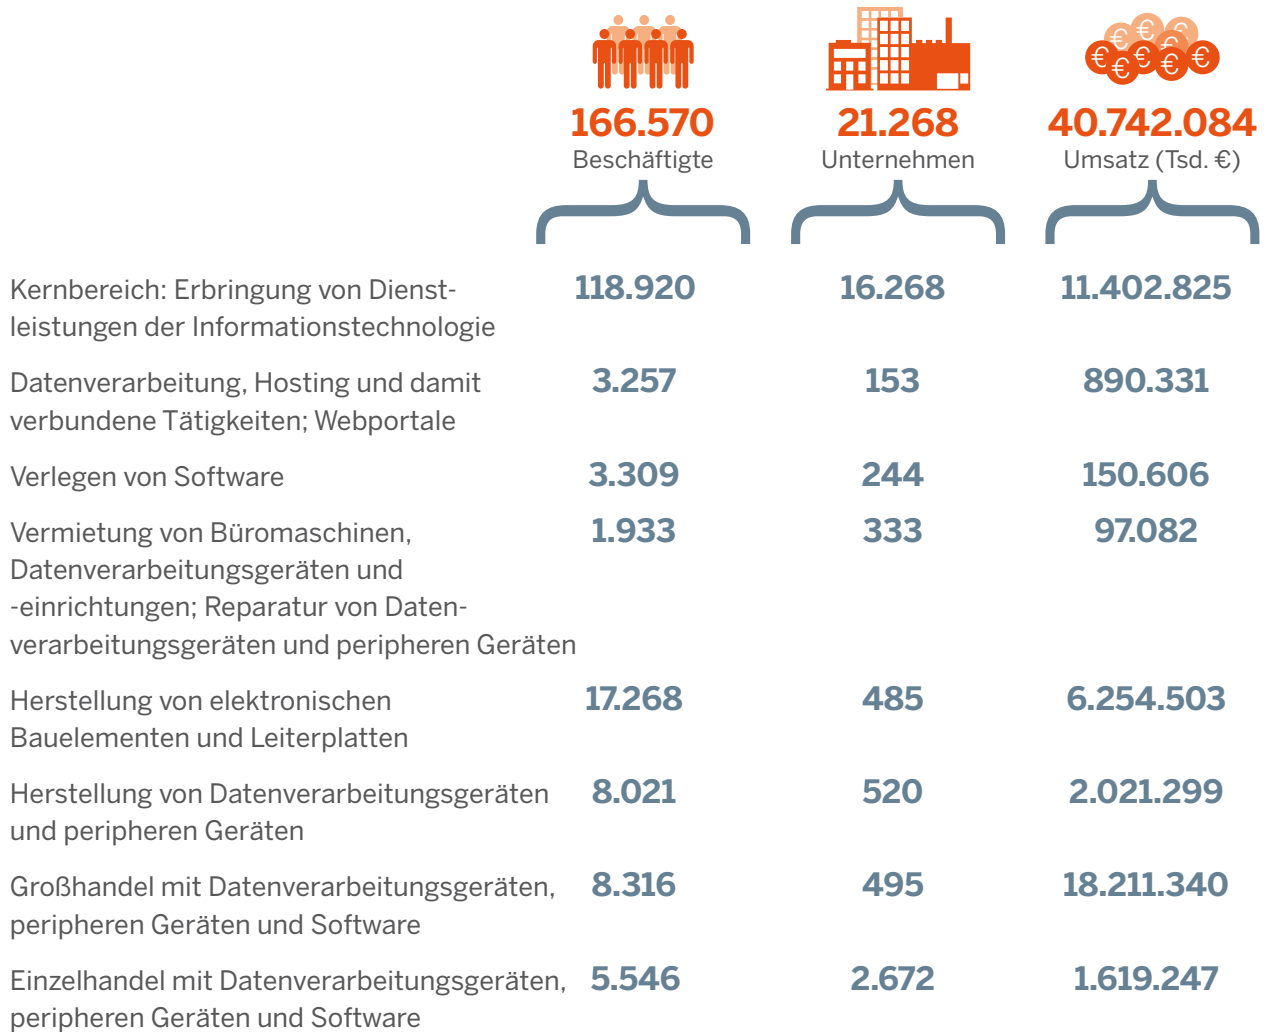 166.570 21.268 40.742.084
Beschäftigte Unternehmen Umsatz (Tsd. €)
Kernbereich: Erbringung von Dienst- 118.920 16.268 11.402.825
leistungen der Informationstechnologie
Datenverarbeitung, Hosting und damit 3.257 153 890.331
verbundene Tätigkeiten; Webportale
Verlegen von Software 3.309 244 150.606
Vermietung von Büromaschinen, 1.933 333 97.082
Datenverarbeitungsgeräten und
-einrichtungen; Reparatur von Daten-
verarbeitungsgeräten und peripheren Geräten
Herstellung von elektronischen 17.268 485 6.254.503
Bauelementen und Leiterplatten
Herstellung von Datenverarbeitungsgeräten 8.021 520 2.021.299
und peripheren Geräten
Großhandel mit Datenverarbeitungsgeräten, 8.316 495 18.211.340
peripheren Geräten und Software
Einzelhandel mit Datenverarbeitungsgeräten, 5.546 2.672 1.619.247
peripheren Geräten und Software